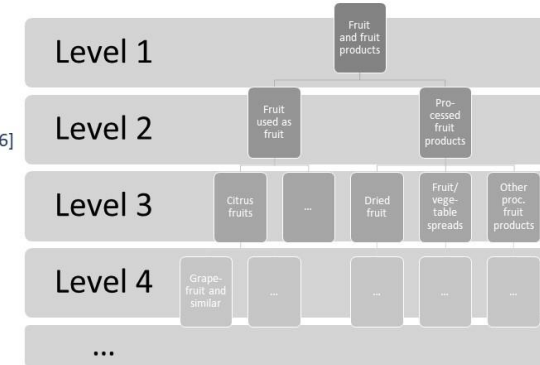 Fruit
and fruit
products
Level 1
Fruit
used as
fruit
Pro-
cessed
fruit
products
Level 2
6]
Citrus
fruits
...
Dried
fruit
Fruit/
vege-
table
spreads
Other
proc.
fruit
products
Level 3
Grape-
fruit and
similar
...
...
...
...
Level 4
...